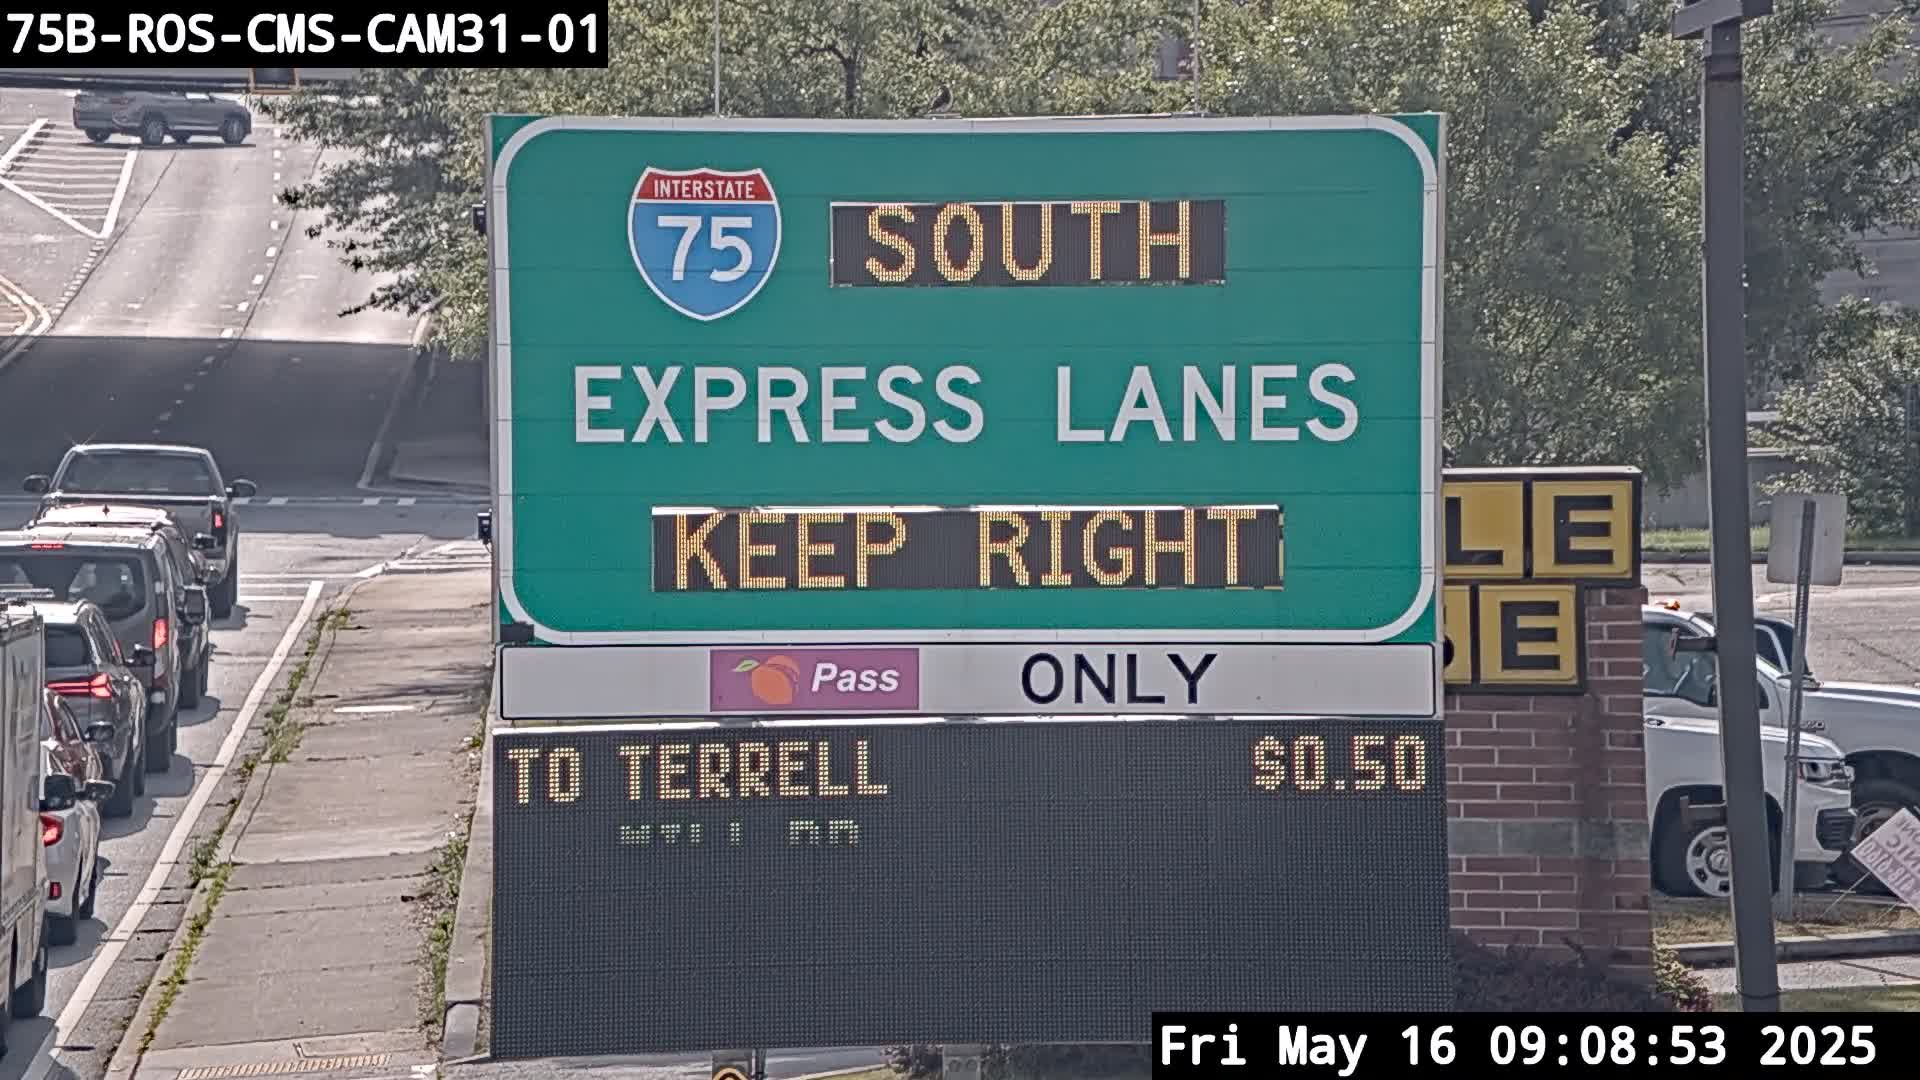 75B-ROS-CMS-CAM31-01
INTERSTATE
75
SOUTH
EXPRESS LANES
KEEP RIGHT
Pass ONLY
TO TERRELL $0.50
L E
E
Fri May 16 09:08:53 2025